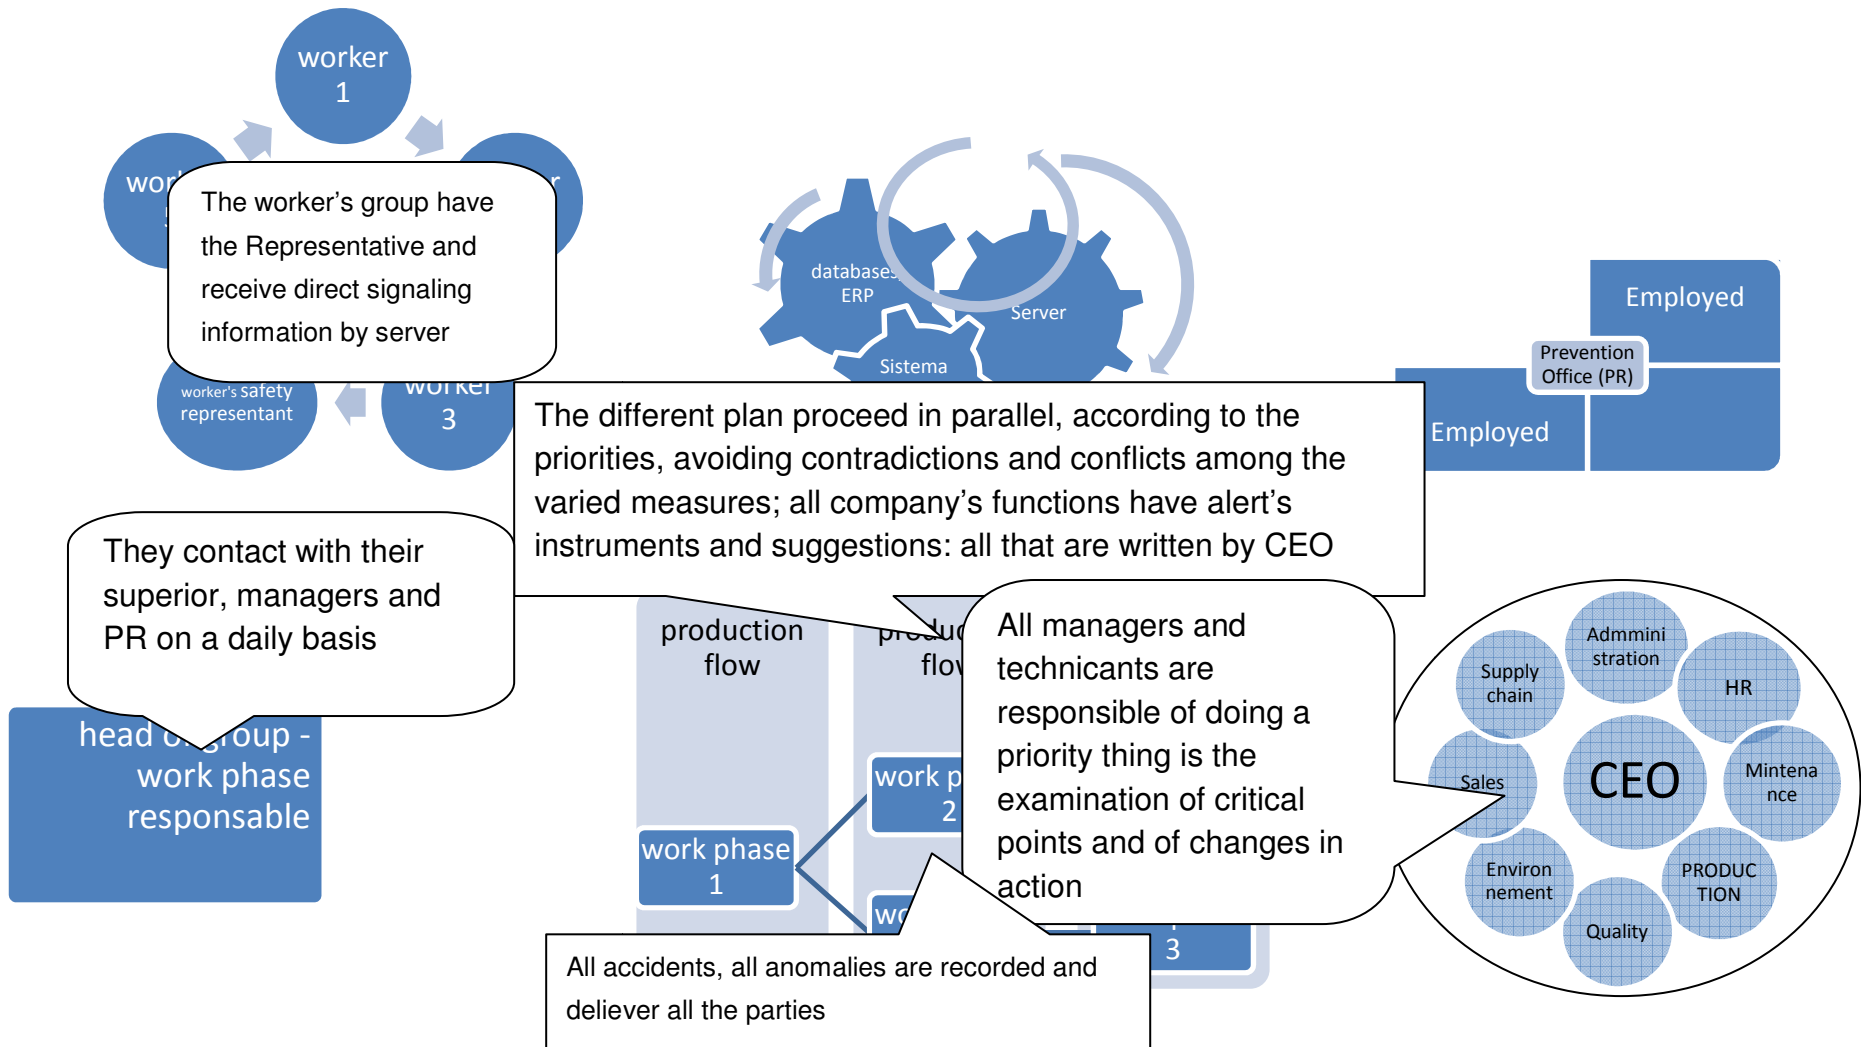 worker
1
The worker's group have
the Representative and
receive direct signaling
information by server
worker's safety
representant
worker
3
databases,
ERP
Server
Sistema
Employed
Prevention
Office (PR)
Employed
The different plan proceed in parallel, according to the
priorities, avoiding contradictions and conflicts among the
varied measures; all company's functions have alert's
instruments and suggestions: all that are written by CEO
They contact with their
superior, managers and
PR on a daily basis
head of group -
work phase
responsable
production
flow
work phase
1
2
3
All managers and
technicants are
responsible of doing a
priority thing is the
examination of critical
points and of changes in
action
All accidents, all anomalies are recorded and
deliever all the parties
Admmini
stration
Supply
chain
HR
Sales
CEO
Mintena
nce
Environ
nement
PRODUC
TION
Quality